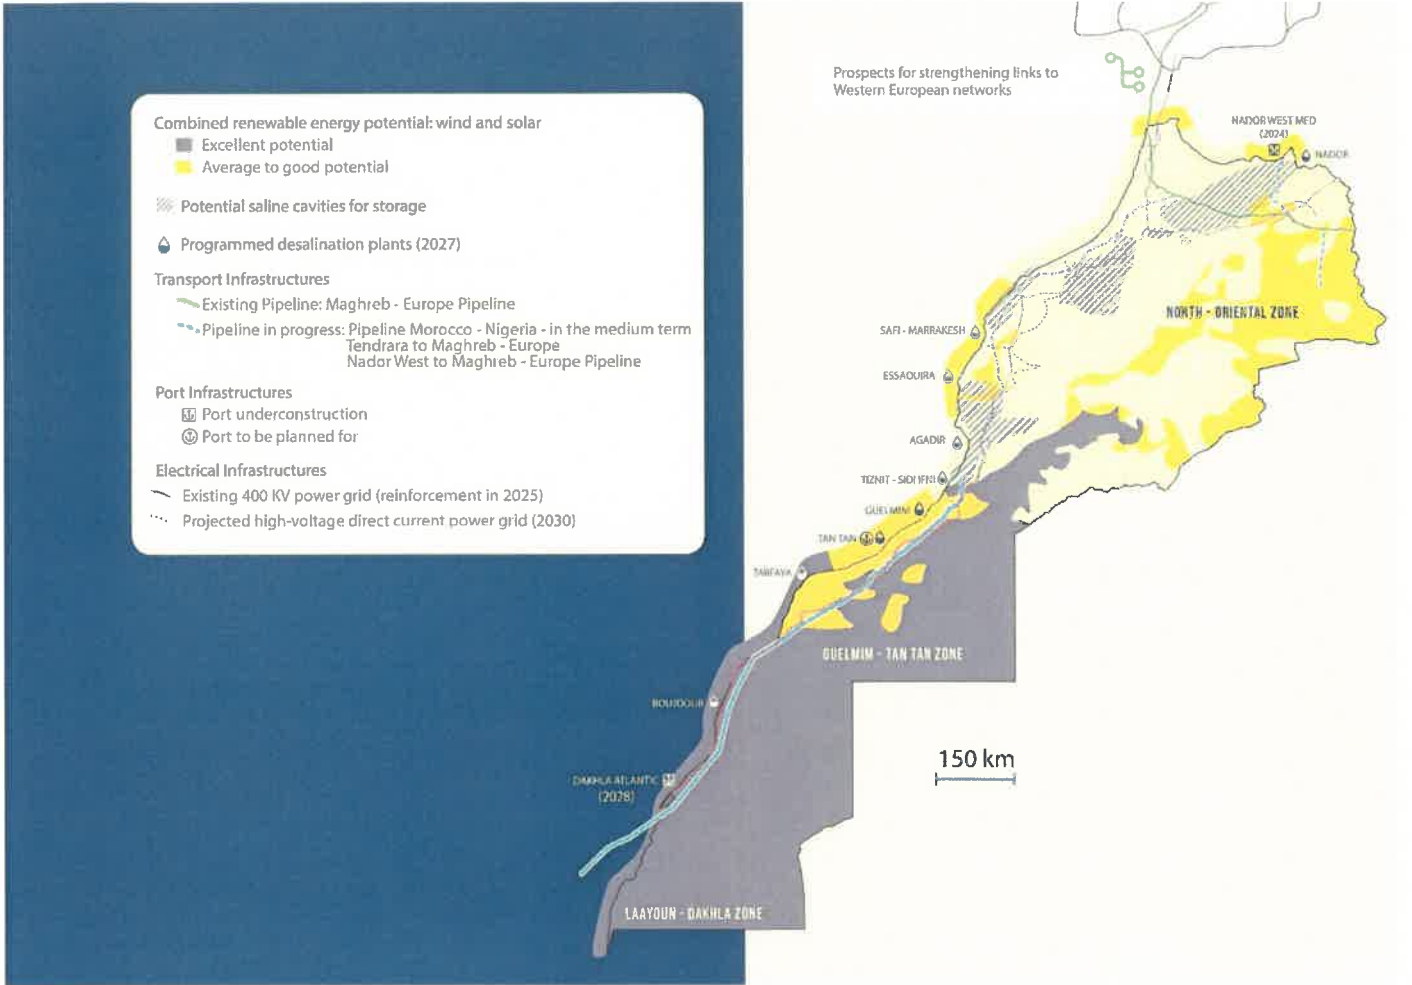 Prospects for strengthening links to
Western European networks
Combined renewable energy potential: wind and solar
Excellent potential
Average to good potential
Potential saline cavities for storage
Programmed desalination plants (2027)
Transport Infrastructures
Existing Pipeline: Maghreb - Europe Pipeline
Pipeline in progress: Pipeline Morocco - Nigeria - in the medium term
Tendrara to Maghreb - Europe
Nador West to Maghreb - Europe Pipeline
Port Infrastructures
Port underconstruction
Port to be planned for
Electrical Infrastructures
Existing 400 KV power grid (reinforcement in 2025)
Projected high-voltage direct current power grid (2030)
NADOR WEST MED
(2024)
NADOR
NORTH - ORIENTAL ZONE
SAFI - MARRAKESH
ESSAOUIRA
AGADIR
TIZNIT - SIDI IFNI
GUELMIM
TAN TAN
TARFAYA
GUELMIM - TAN TAN ZONE
BOUJDOUR
150 km
DAKHLA ATLANTIC
(2028)
LAAYOUN - DAKHLA ZONE